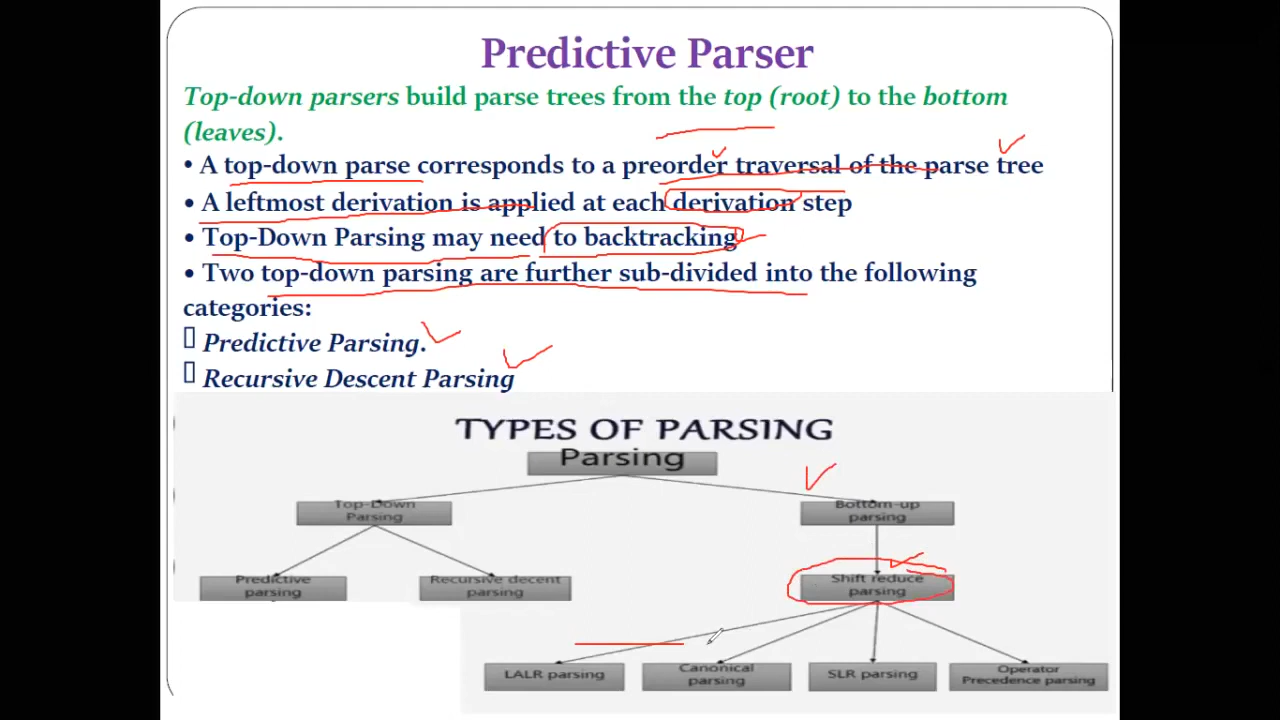 Predictive Parser
Top-down parsers build parse trees from the top (root) to the bottom
(leaves).
• A top-down parse corresponds to a preorder traversal of the parse tree
• A leftmost derivation is applied at each derivation step
• Top-Down Parsing may need to backtracking
• Two top-down parsing are further sub-divided into the following
categories:
Predictive Parsing.
Recursive Descent Parsing
TYPES OF PARSING
Parsing
Top-Down
Parsing
Bottom-up
parsing
Predictive
parsing
Recursive decent
parsing
Shift reduce
parsing
LALR parsing
Canonical
parsing
SLR parsing
Operator
Precedence parsing